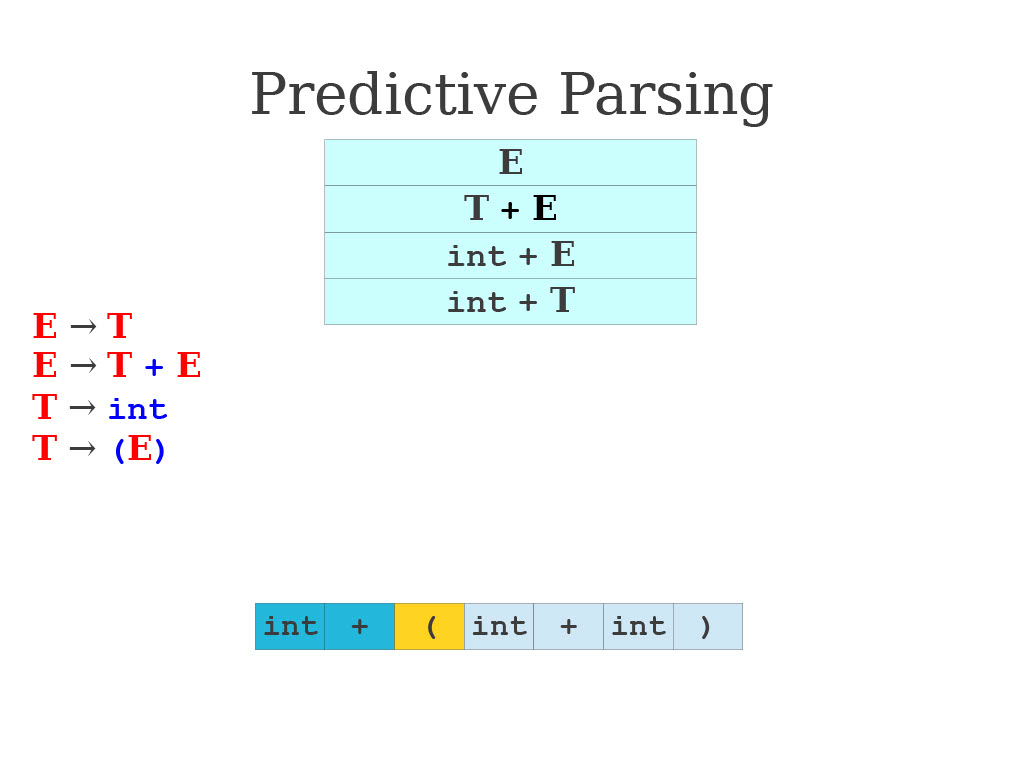 Predictive Parsing
E
T + E
int + E
int + T
E → T
E → T + E
T → int
T → (E)
int + ( int + int )